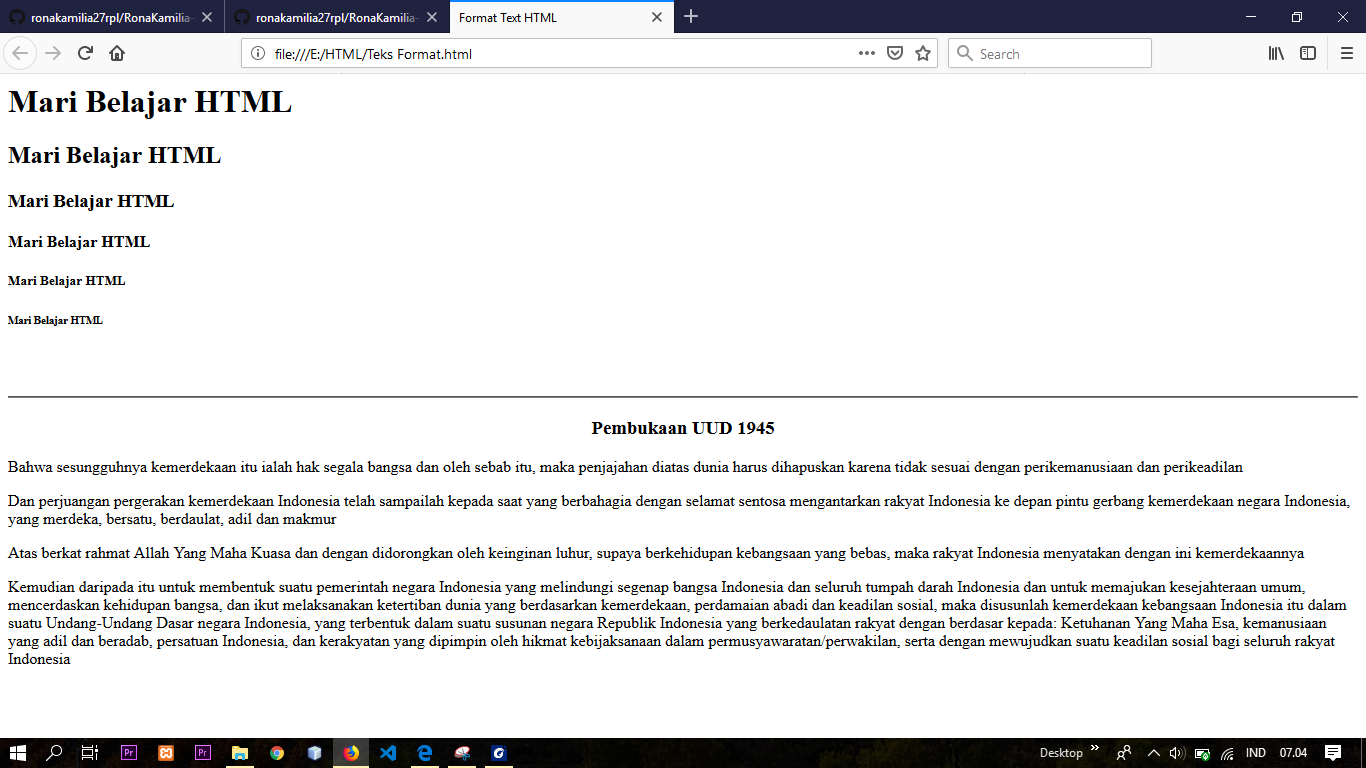 ronakamilia27rpl/RonaKamilia-
ronakamilia27rpl/RonaKamilia-
Format Text HTML
file:///E:/HTML/Teks Format.html
Search
Mari Belajar HTML
Mari Belajar HTML
Mari Belajar HTML
Mari Belajar HTML
Mari Belajar HTML
Mari Belajar HTML
Pembukaan UUD 1945
Bahwa sesungguhnya kemerdekaan itu ialah hak segala bangsa dan oleh sebab itu, maka penjajahan diatas dunia harus dihapuskan karena tidak sesuai dengan perikemanusiaan dan perikeadilan
Dan perjuangan pergerakan kemerdekaan Indonesia telah sampailah kepada saat yang berbahagia dengan selamat sentosa mengantarkan rakyat Indonesia ke depan pintu gerbang kemerdekaan negara Indonesia,
yang merdeka, bersatu, berdaulat, adil dan makmur
Atas berkat rahmat Allah Yang Maha Kuasa dan dengan didorongkan oleh keinginan luhur, supaya berkehidupan kebangsaan yang bebas, maka rakyat Indonesia menyatakan dengan ini kemerdekaannya
Kemudian daripada itu untuk membentuk suatu pemerintah negara Indonesia yang melindungi segenap bangsa Indonesia dan seluruh tumpah darah Indonesia dan untuk memajukan kesejahteraan umum,
mencerdaskan kehidupan bangsa, dan ikut melaksanakan ketertiban dunia yang berdasarkan kemerdekaan, perdamaian abadi dan keadilan sosial, maka disusunlah kemerdekaan kebangsaan Indonesia itu dalam
suatu Undang-Undang Dasar negara Indonesia, yang terbentuk dalam suatu susunan negara Republik Indonesia yang berkedaulatan rakyat dengan berdasar kepada: Ketuhanan Yang Maha Esa, kemanusiaan
yang adil dan beradab, persatuan Indonesia, dan kerakyatan yang dipimpin oleh hikmat kebijaksanaan dalam permusyawaratan/perwakilan, serta dengan mewujudkan suatu keadilan sosial bagi seluruh rakyat
Indonesia
Pr
Pr
Desktop
IND
07.04